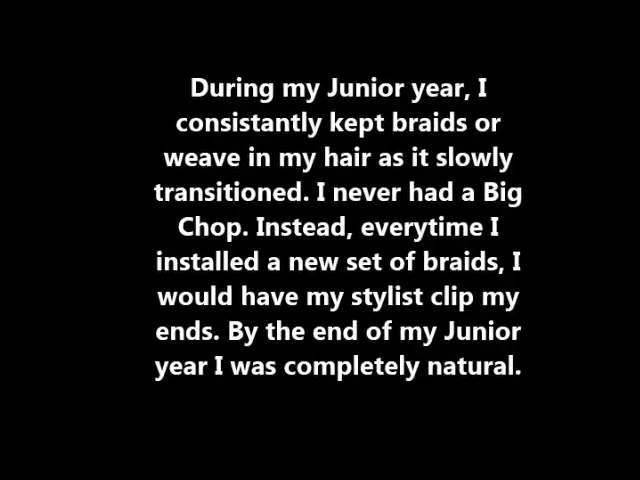 During my Junior year, I
consistantly kept braids or
weave in my hair as it slowly
transitioned. I never had a Big
Chop. Instead, everytime I
installed a new set of braids, I
would have my stylist clip my
ends. By the end of my Junior
year I was completely natural.